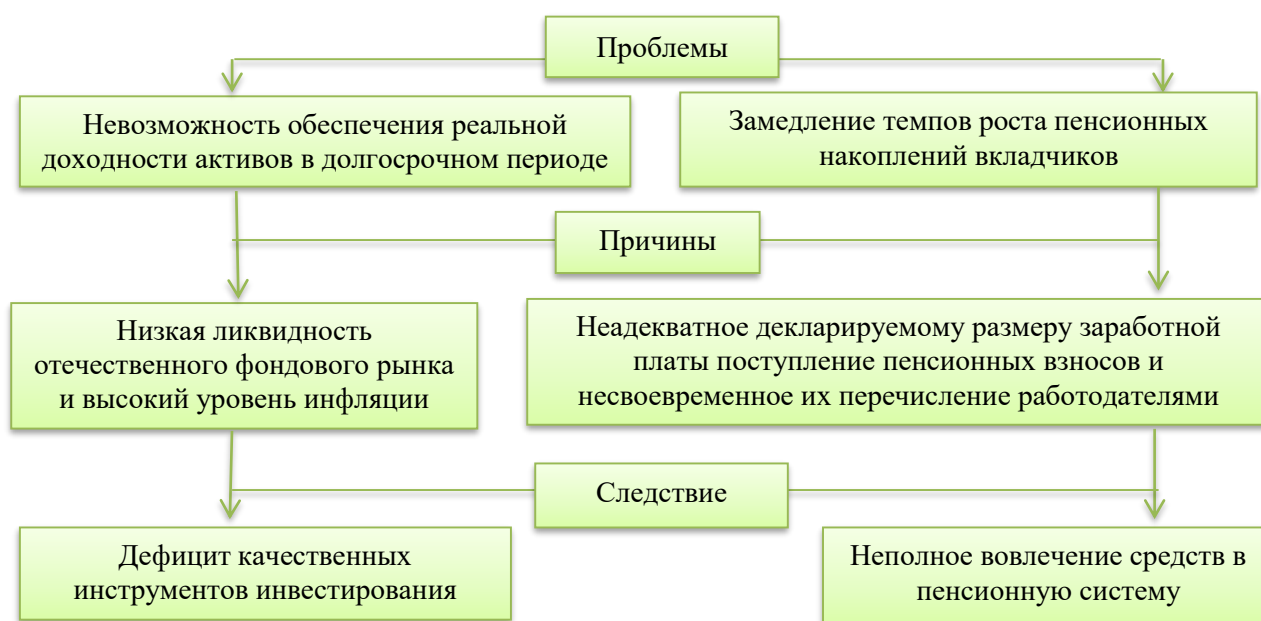 Проблемы
Невозможность обеспечения реальной
доходности активов в долгосрочном периоде
Замедление темпов роста пенсионных
накоплений вкладчиков
Причины
Низкая ликвидность
отечественного фондового рынка
и высокий уровень инфляции
Неадекватное декларируемому размеру заработной
платы поступление пенсионных взносов и
несвоевременное их перечисление работодателями
Следствие
Дефицит качественных
инструментов инвестирования
Неполное вовлечение средств в
пенсионную систему